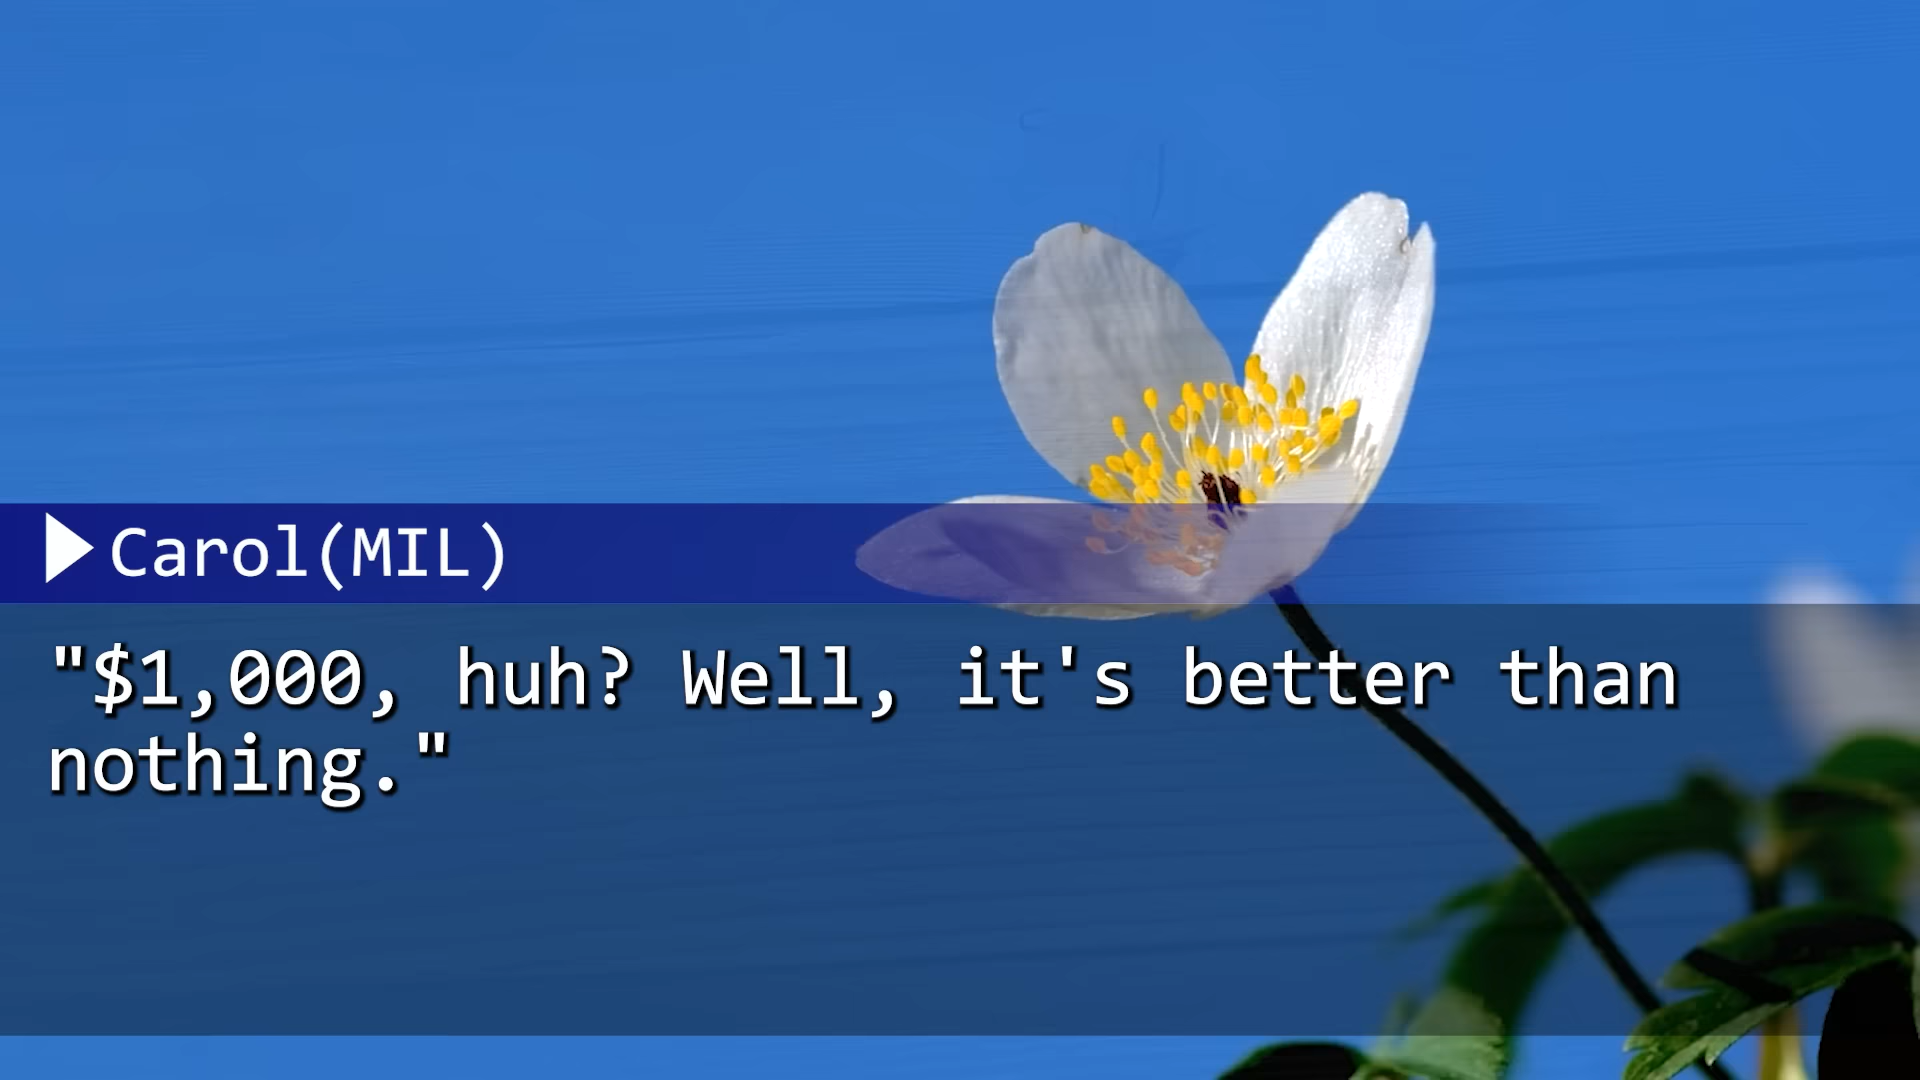 Carol(MIL)
"$1,000, huh? Well, it's better than
nothing."